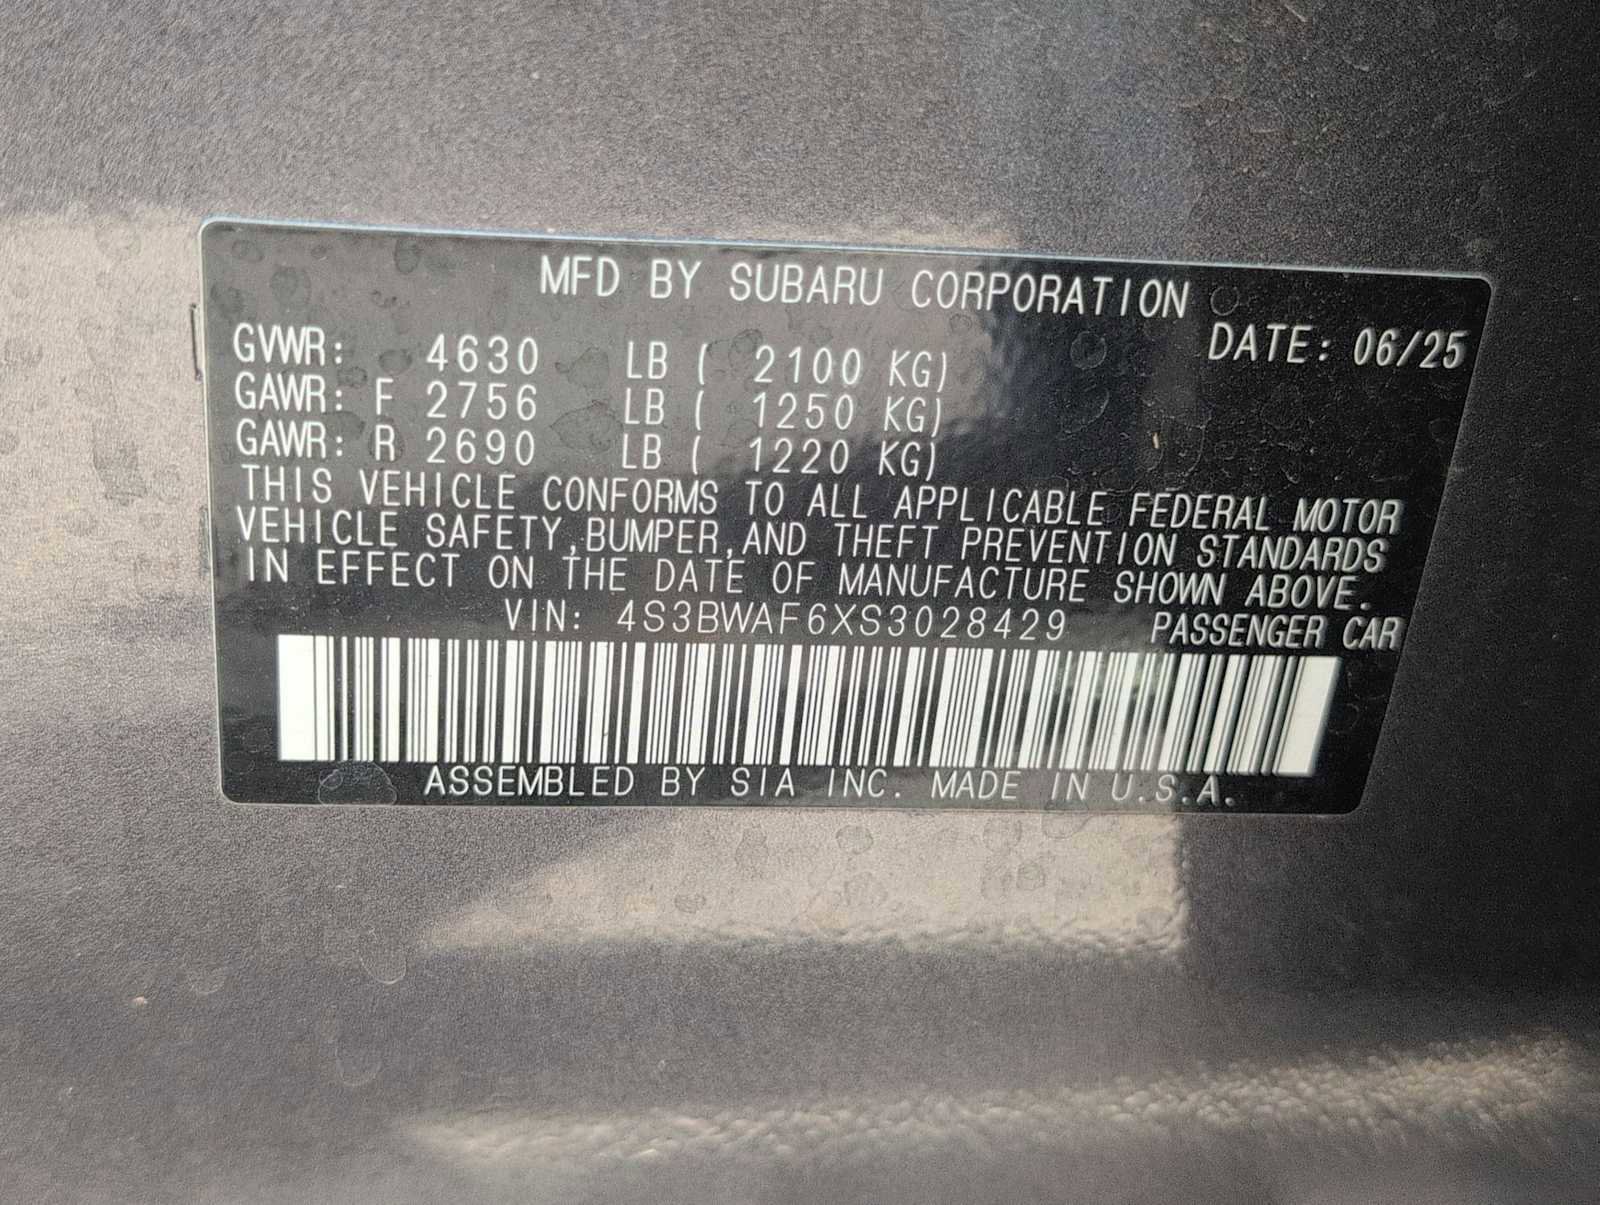 MFD BY SUBARU CORPORATION
DATE: 06/25
GVWR: 4630 LB ( 2100 KG)
GAWR: F 2756 LB ( 1250 KG)
GAWR: R 2690 LB ( 1220 KG)
THIS VEHICLE CONFORMS TO ALL APPLICABLE FEDERAL MOTOR
VEHICLE SAFETY,BUMPER,AND THEFT PREVENTION STANDARDS
IN EFFECT ON THE DATE OF MANUFACTURE SHOWN ABOVE.
VIN: 4S3BWAF6XS3028429 PASSENGER CAR
ASSEMBLED BY SIA INC. MADE IN U.S.A.